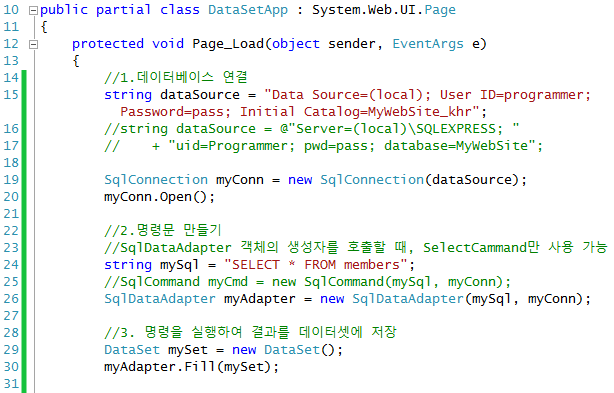 10 public partial class DataSetApp : System.Web.UI.Page
11 {
12     protected void Page_Load(object sender, EventArgs e)
13     {
14         //1.데이터베이스 연결
15         string dataSource = "Data Source=(local); User ID=programmer;
           Password=pass; Initial Catalog=MyWebSite_khr";
16         //string dataSource = @"Server=(local)\SQLEXPRESS; "
17         //    + "uid=Programmer; pwd=pass; database=MyWebSite";
18
19         SqlConnection myConn = new SqlConnection(dataSource);
20         myConn.Open();
21
22         //2.명령문 만들기
23         //SqlDataAdapter 객체의 생성자를 호출할 때, SelectCammand만 사용 가능
24         string mySql = "SELECT * FROM members";
25         //SqlCommand myCmd = new SqlCommand(mySql, myConn);
26         SqlDataAdapter myAdapter = new SqlDataAdapter(mySql, myConn);
27
28         //3. 명령을 실행하여 결과를 데이터셋에 저장
29         DataSet mySet = new DataSet();
30         myAdapter.Fill(mySet);
31